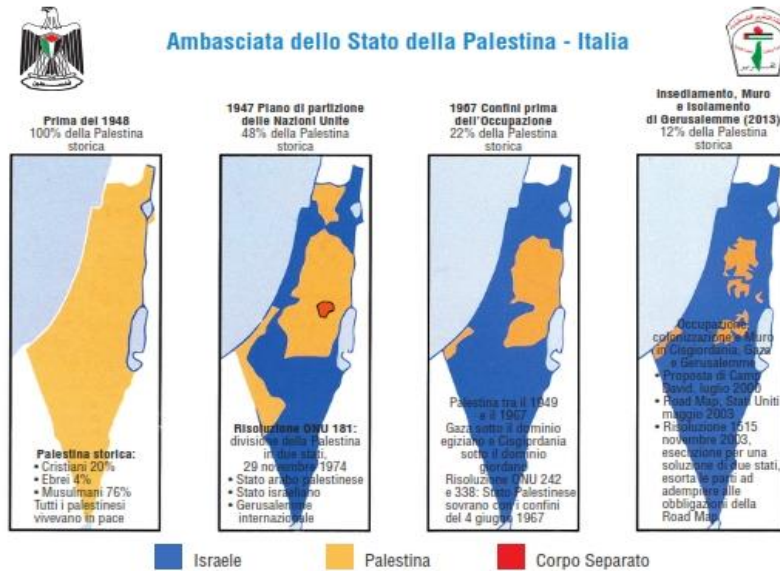 Ambasciata dello Stato della Palestina - Italia
Prima del 1948
100% della Palestina
storica
Palestina storica:
• Cristiani 20%
• Ebrei 4%
• Musulmani 76%
Tutti i palestinesi
vivevano in pace
1947 Piano di partizione
delle Nazioni Unite
48% della Palestina
storica
Risoluzione ONU 181:
divisione della Palestina
in due stati,
29 novembre 1974
• Stato arabo palestinese
• Stato israeliano
• Gerusalemme
internazionale
1967 Confini prima
dell'Occupazione
22% della Palestina
storica
Palestina tra il 1949
e il 1967
Gaza sotto il dominio
egiziano e Cisgiordania
sotto il dominio
giordano
Risoluzione ONU 242
e 338: Stato Palestinese
sovrano con i confini
del 4 giugno 1967
Insediamento, Muro
e Isolamento
di Gerusalemme (2013)
12% della Palestina
storica
Occupazione,
colonizzazione e Muro
in Cisgiordania, Gaza
e Gerusalemme
• Proposta di Camp
David, luglio 2000
• Road Map, Stati Uniti
maggio 2003
• Risoluzione 1515
novembre 2003,
esecuzione per una
soluzione di due stati,
esorta le parti ad
adempiere alle
obbligazioni della
Road Map
Israele
Palestina
Corpo Separato